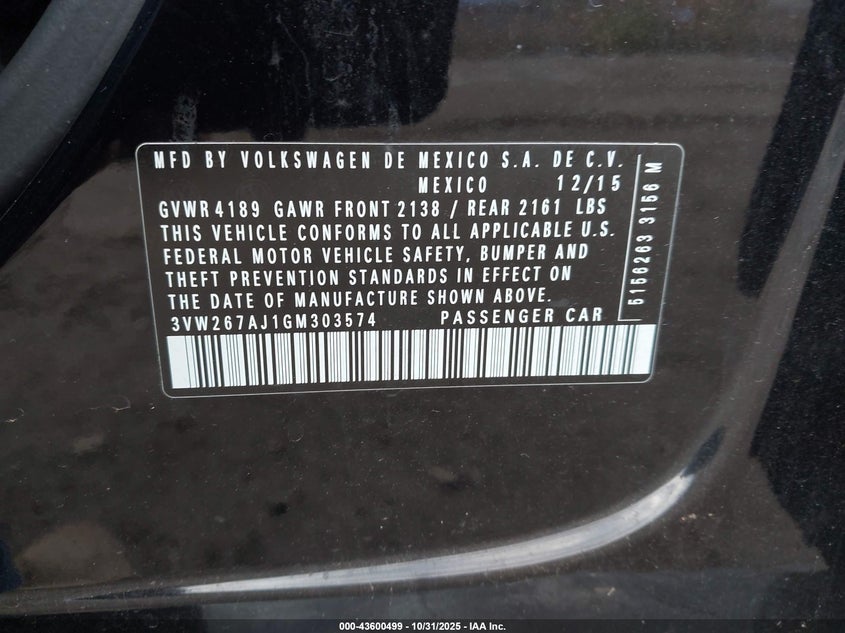 MFD BY VOLKSWAGEN DE MEXICO S.A. DE C.V.
MEXICO 12/15
GVWR 4189 GAWR FRONT 2138 / REAR 2161 LBS
THIS VEHICLE CONFORMS TO ALL APPLICABLE U.S.
FEDERAL MOTOR VEHICLE SAFETY, BUMPER AND
THEFT PREVENTION STANDARDS IN EFFECT ON
THE DATE OF MANUFACTURE SHOWN ABOVE.
3VW267AJ1GM303574 PASSENGER CAR
5156263 3156 M
000-43600499 - 10/31/2025 - IAA Inc.